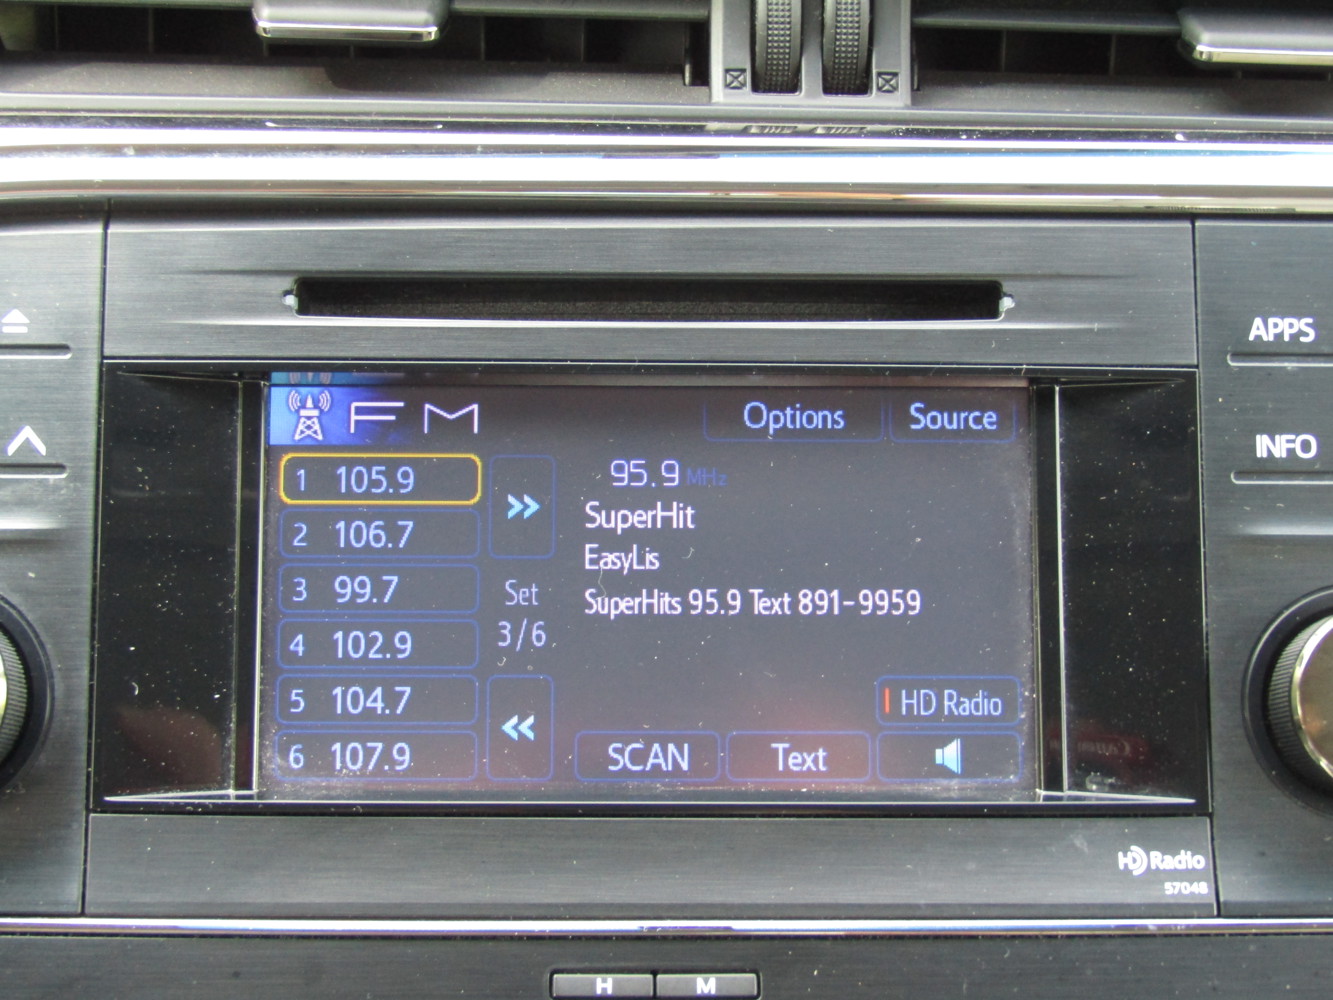 APPS
INFO
FM
Options
Source
1 105.9
2 106.7
3 99.7
4 102.9
5 104.7
6 107.9
Set
3/6
95.9 MHz
SuperHit
EasyLis
SuperHits 95.9 Text 891-9959
HD Radio
SCAN
Text
HD Radio
57048
H
M